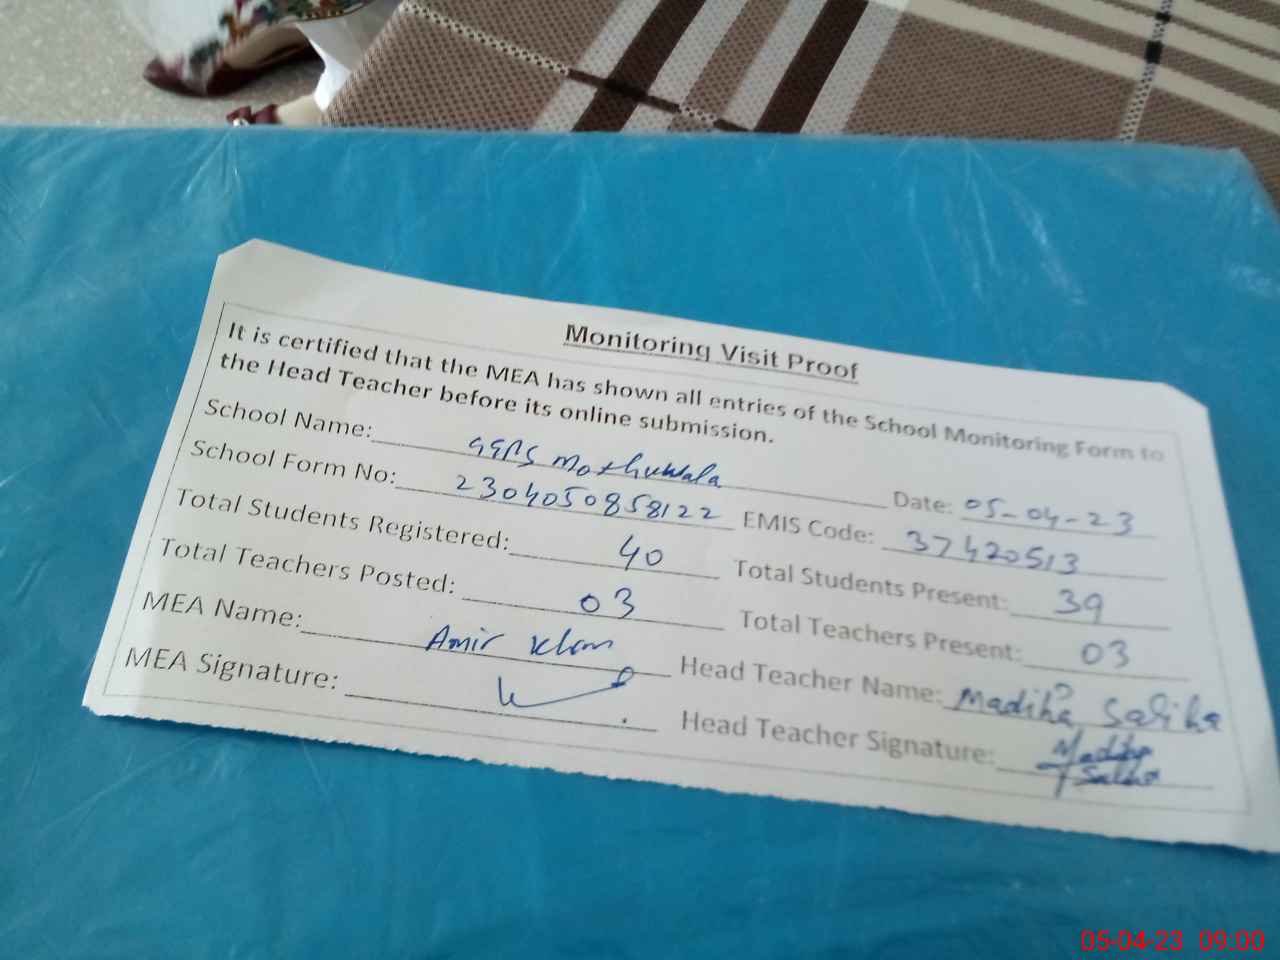 Monitoring Visit Proof
It is certified that the MEA has shown all entries of the School Monitoring Form to
the Head Teacher before its online submission.
School Name: GGPS Mothuwala Date: 05-04-23
School Form No: 2304050858122 EMIS Code: 37420513
Total Students Registered: 40 Total Students Present: 39
Total Teachers Posted: 03 Total Teachers Present: 03
MEA Name: Amir Khan Head Teacher Name: Madiha Saliha
MEA Signature: Head Teacher Signature: Madiha
Saliha
05-04-23 09.00